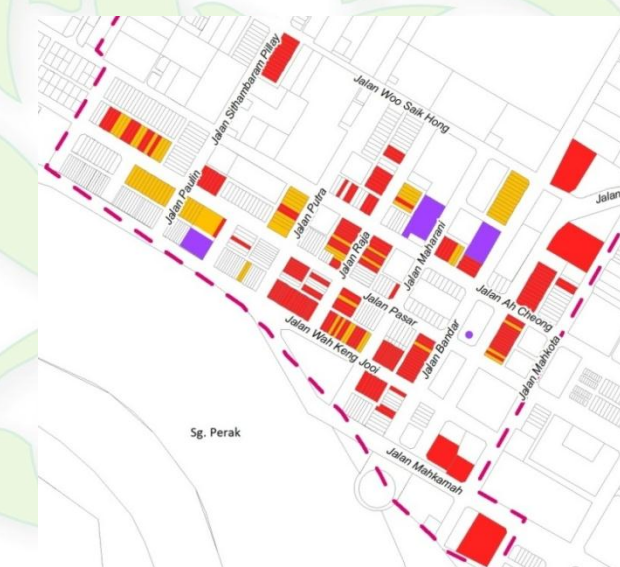 Jalan Sithambaram Pillay
Jalan Woo Saik Hong
Jalan Paulin
Jalan Putra
Jalan Raja
Jalan Maharani
Jalan
Jalan Pasar
Jalan Ah Cheong
Jalan Bandar
Jalan Wah Keng Jooi
Jalan Mahkota
Sg. Perak
Jalan Mahkamah